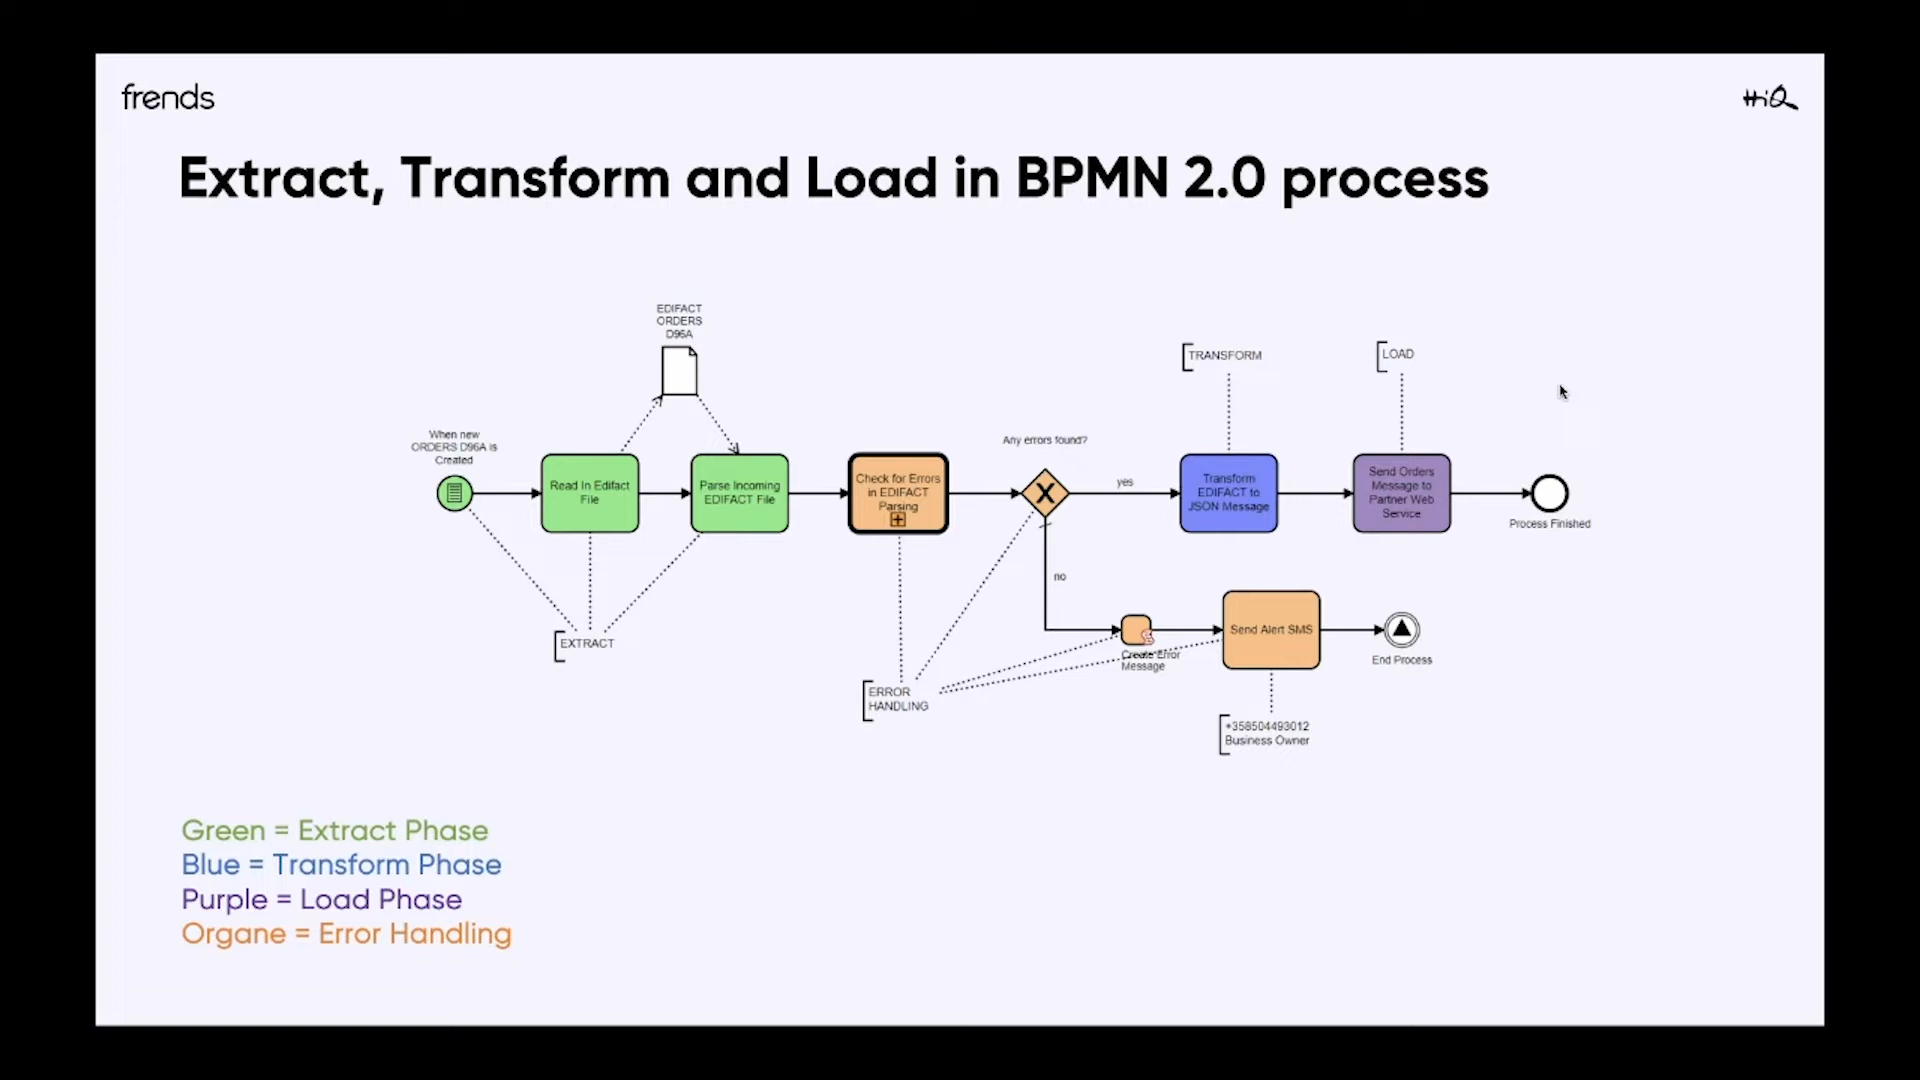 frends
HiQ
Extract, Transform and Load in BPMN 2.0 process
EDIFACT
ORDERS
D96A
TRANSFORM
LOAD
When new
ORDERS D96A is
Created
Any errors found?
Read In Edifact
File
Parse Incoming
EDIFACT File
Check for Errors
in EDIFACT
Parsing
X
yes
Transform
EDIFACT to
JSON Message
Send Orders
Message to
Partner Web
Service
Process Finished
no
EXTRACT
Create Error
Message
Send Alert SMS
End Process
ERROR
HANDLING
+358504493012
Business Owner
Green = Extract Phase
Blue = Transform Phase
Purple = Load Phase
Organe = Error Handling